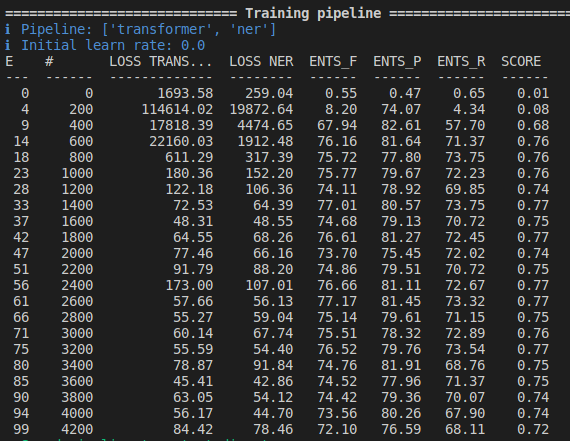 ============================= Training pipeline =======================
ℹ Pipeline: ['transformer', 'ner']
ℹ Initial learn rate: 0.0
E    #       LOSS TRANS...  LOSS NER  ENTS_F  ENTS_P  ENTS_R  SCORE
---  ------  -------------  --------  ------  ------  ------  ------
  0       0        1693.58    259.04    0.55    0.47    0.65    0.01
  4     200      114614.02  19872.64    8.20   74.07    4.34    0.08
  9     400       17818.39   4474.65   67.94   82.61   57.70    0.68
 14     600       22160.03   1912.48   76.16   81.64   71.37    0.76
 18     800         611.29    317.39   75.72   77.80   73.75    0.76
 23    1000         180.36    152.20   75.77   79.67   72.23    0.76
 28    1200         122.18    106.36   74.11   78.92   69.85    0.74
 33    1400          72.53     64.39   77.01   80.57   73.75    0.77
 37    1600          48.31     48.55   74.68   79.13   70.72    0.75
 42    1800          64.55     68.26   76.61   81.27   72.45    0.77
 47    2000          77.46     66.16   73.70   75.45   72.02    0.74
 51    2200          91.79     88.20   74.86   79.51   70.72    0.75
 56    2400         173.00    107.01   76.66   81.11   72.67    0.77
 61    2600          57.66     56.13   77.17   81.45   73.32    0.77
 66    2800          55.27     59.04   75.14   79.61   71.15    0.75
 71    3000          60.14     67.74   75.51   78.32   72.89    0.76
 75    3200          55.59     54.40   76.52   79.76   73.54    0.77
 80    3400          78.87     91.84   74.76   81.91   68.76    0.75
 85    3600          45.41     42.86   74.52   77.96   71.37    0.75
 90    3800          63.05     54.12   74.42   79.36   70.07    0.74
 94    4000          56.17     44.70   73.56   80.26   67.90    0.74
 99    4200          84.42     78.46   72.10   76.59   68.11    0.72